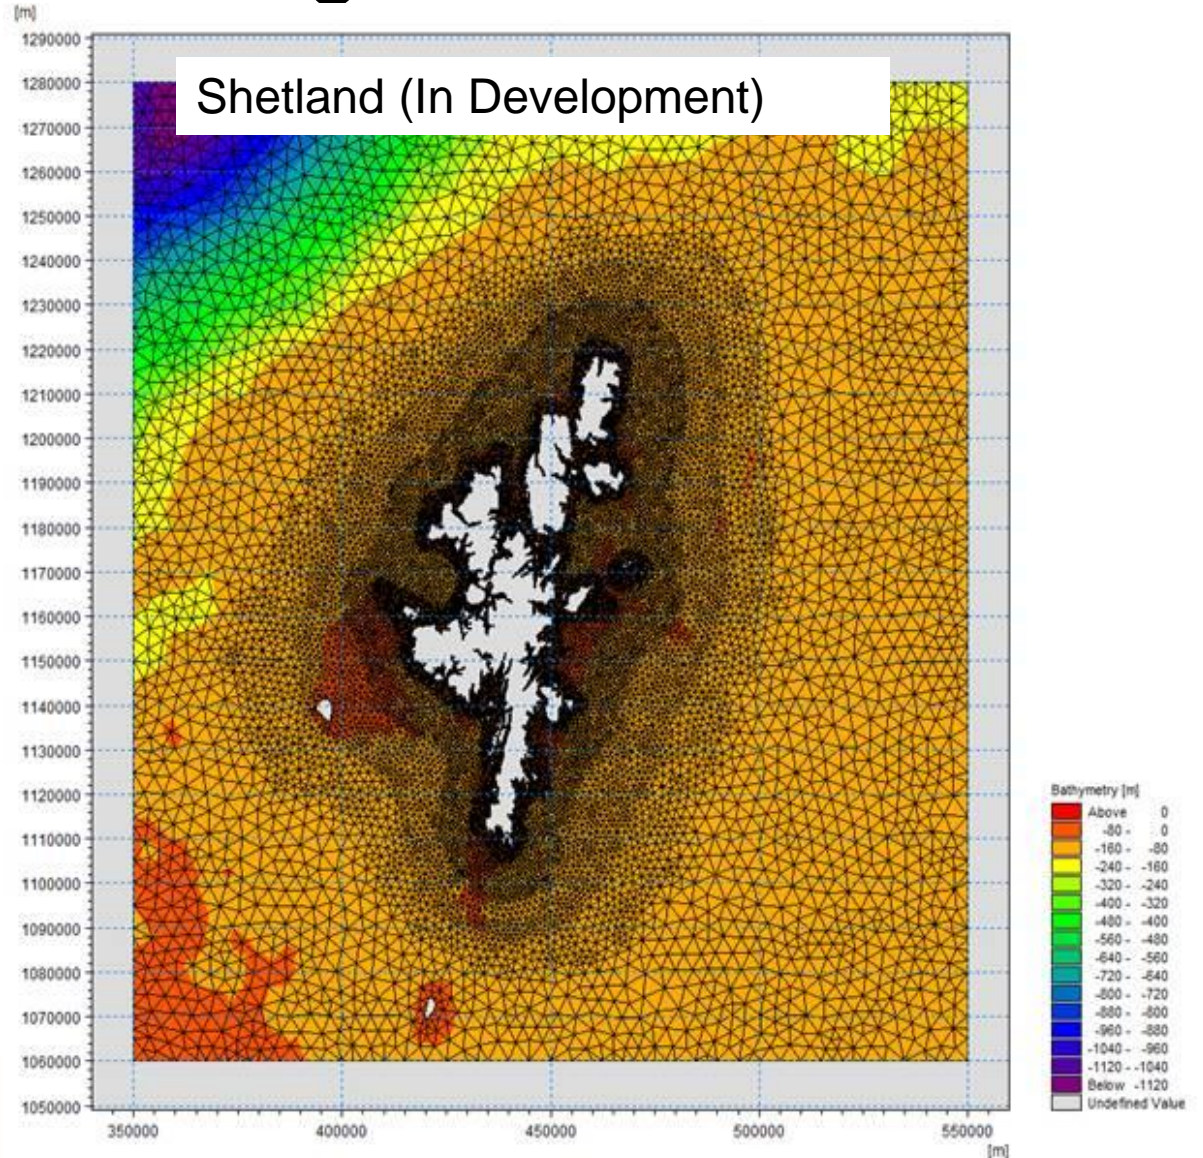 [m]
1290000
Shetland (In Development)
1280000
1270000
1260000
1250000
1240000
1230000
1220000
1210000
1200000
1190000
1180000
1170000
1160000
1150000
1140000
1130000
1120000
1110000
1100000
1090000
1080000
1070000
1060000
1050000
350000 400000 450000 500000 550000
[m]
Bathymetry [m]
Above 0
-80 - 0
-160 - -80
-240 - -160
-320 - -240
-400 - -320
-480 - -400
-560 - -480
-640 - -560
-720 - -640
-800 - -720
-880 - -800
-960 - -880
-1040 - -960
-1120 - -1040
Below -1120
Undefined Value